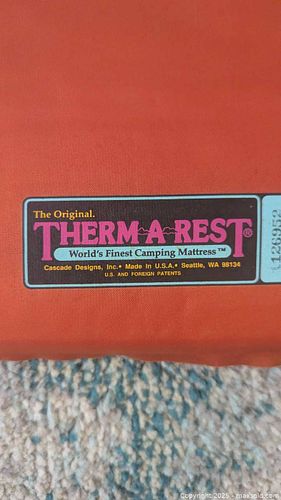 The Original.
THERM-A-REST®
World's Finest Camping Mattress™
Cascade Designs, Inc. • Made In U.S.A. • Seattle, WA 98134
U.S. AND FOREIGN PATENTS
126952
Copyright © 2025 - maxsold.com